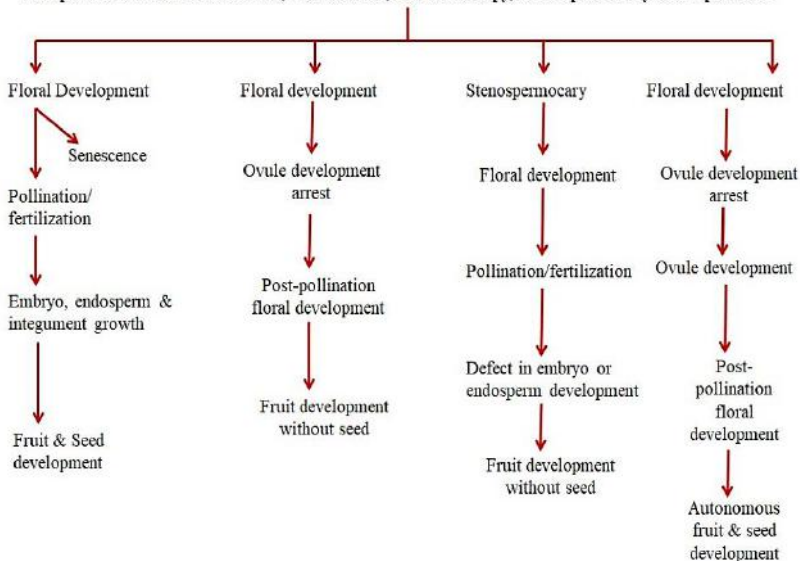 Floral Development
Senescence
Pollination/
fertilization
Embryo, endosperm &
integument growth
Fruit & Seed
development
Floral development
Ovule development
arrest
Post-pollination
floral development
Fruit development
without seed
Stenospermocary
Floral development
Pollination/fertilization
Defect in embryo or
endosperm development
Fruit development
without seed
Floral development
Ovule development
arrest
Ovule development
Post-
pollination
floral
development
Autonomous
fruit & seed
development